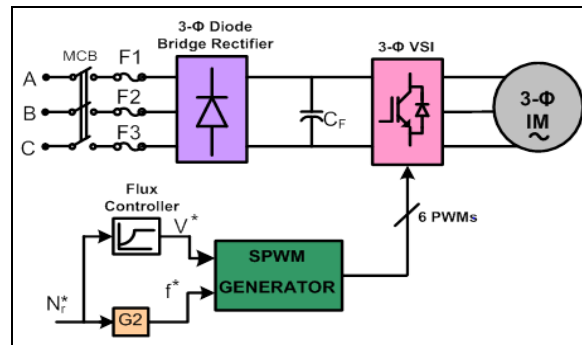 3-Φ Diode
Bridge Rectifier
3-Φ VSI
MCB
F1
A
F2
B
F3
C
C_F
3-Φ
IM
~
Flux
Controller
V*
6 PWMs
SPWM
GENERATOR
N_r*
f*
G2